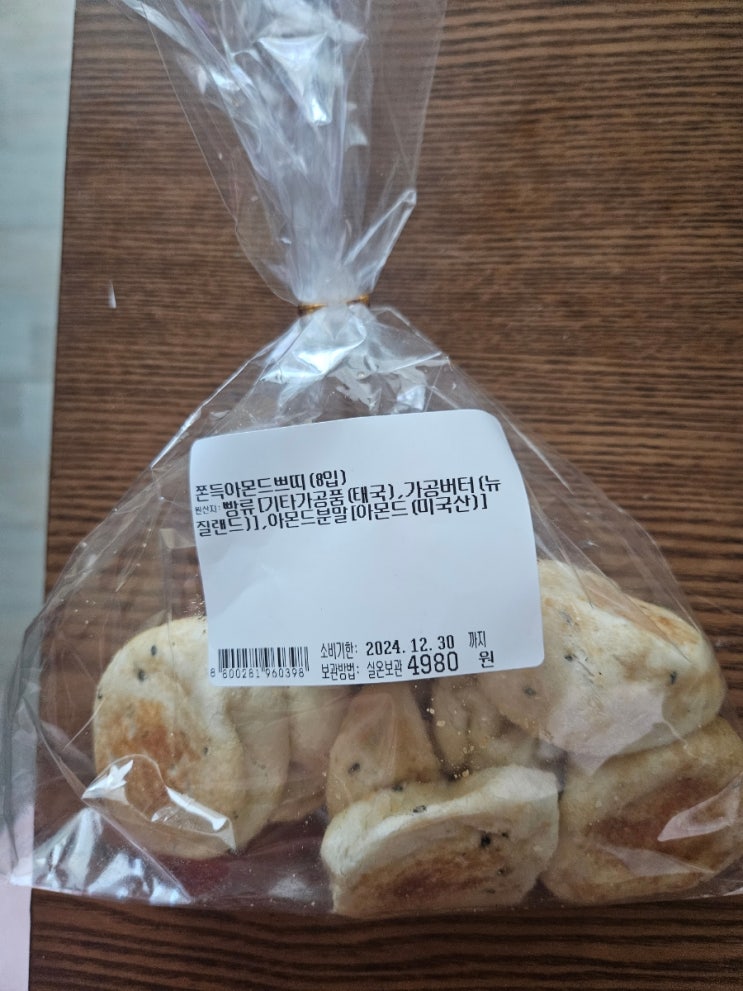 쫀득아몬드쁘띠(8입)
원산지: 빵류[기타가공품(태국),가공버터(뉴
질랜드)],아몬드분말[아몬드(미국산)]
소비기한: 2024.12.30 까지
8 800281 960398
보관방법: 실온보관 4980 원